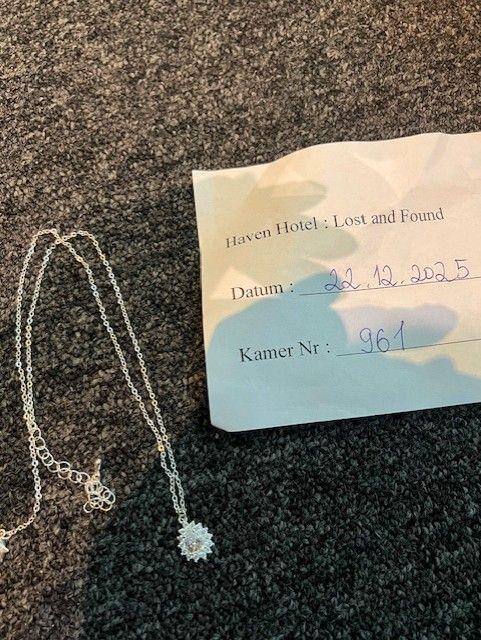 Haven Hotel : Lost and Found
Datum : 22.12.2025
Kamer Nr : 961